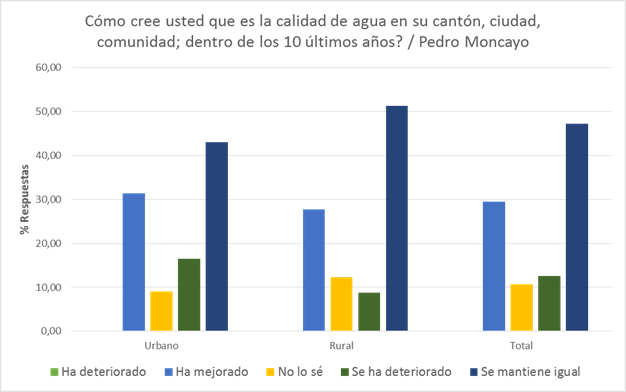 Cómo cree usted que es la calidad de agua en su cantón, ciudad,
comunidad; dentro de los 10 últimos años? / Pedro Moncayo
60,00
50,00
40,00
30,00
20,00
10,00
0,00
% Respuestas
Urbano Rural Total
Ha deteriorado Ha mejorado No lo sé Se ha deteriorado Se mantiene igual